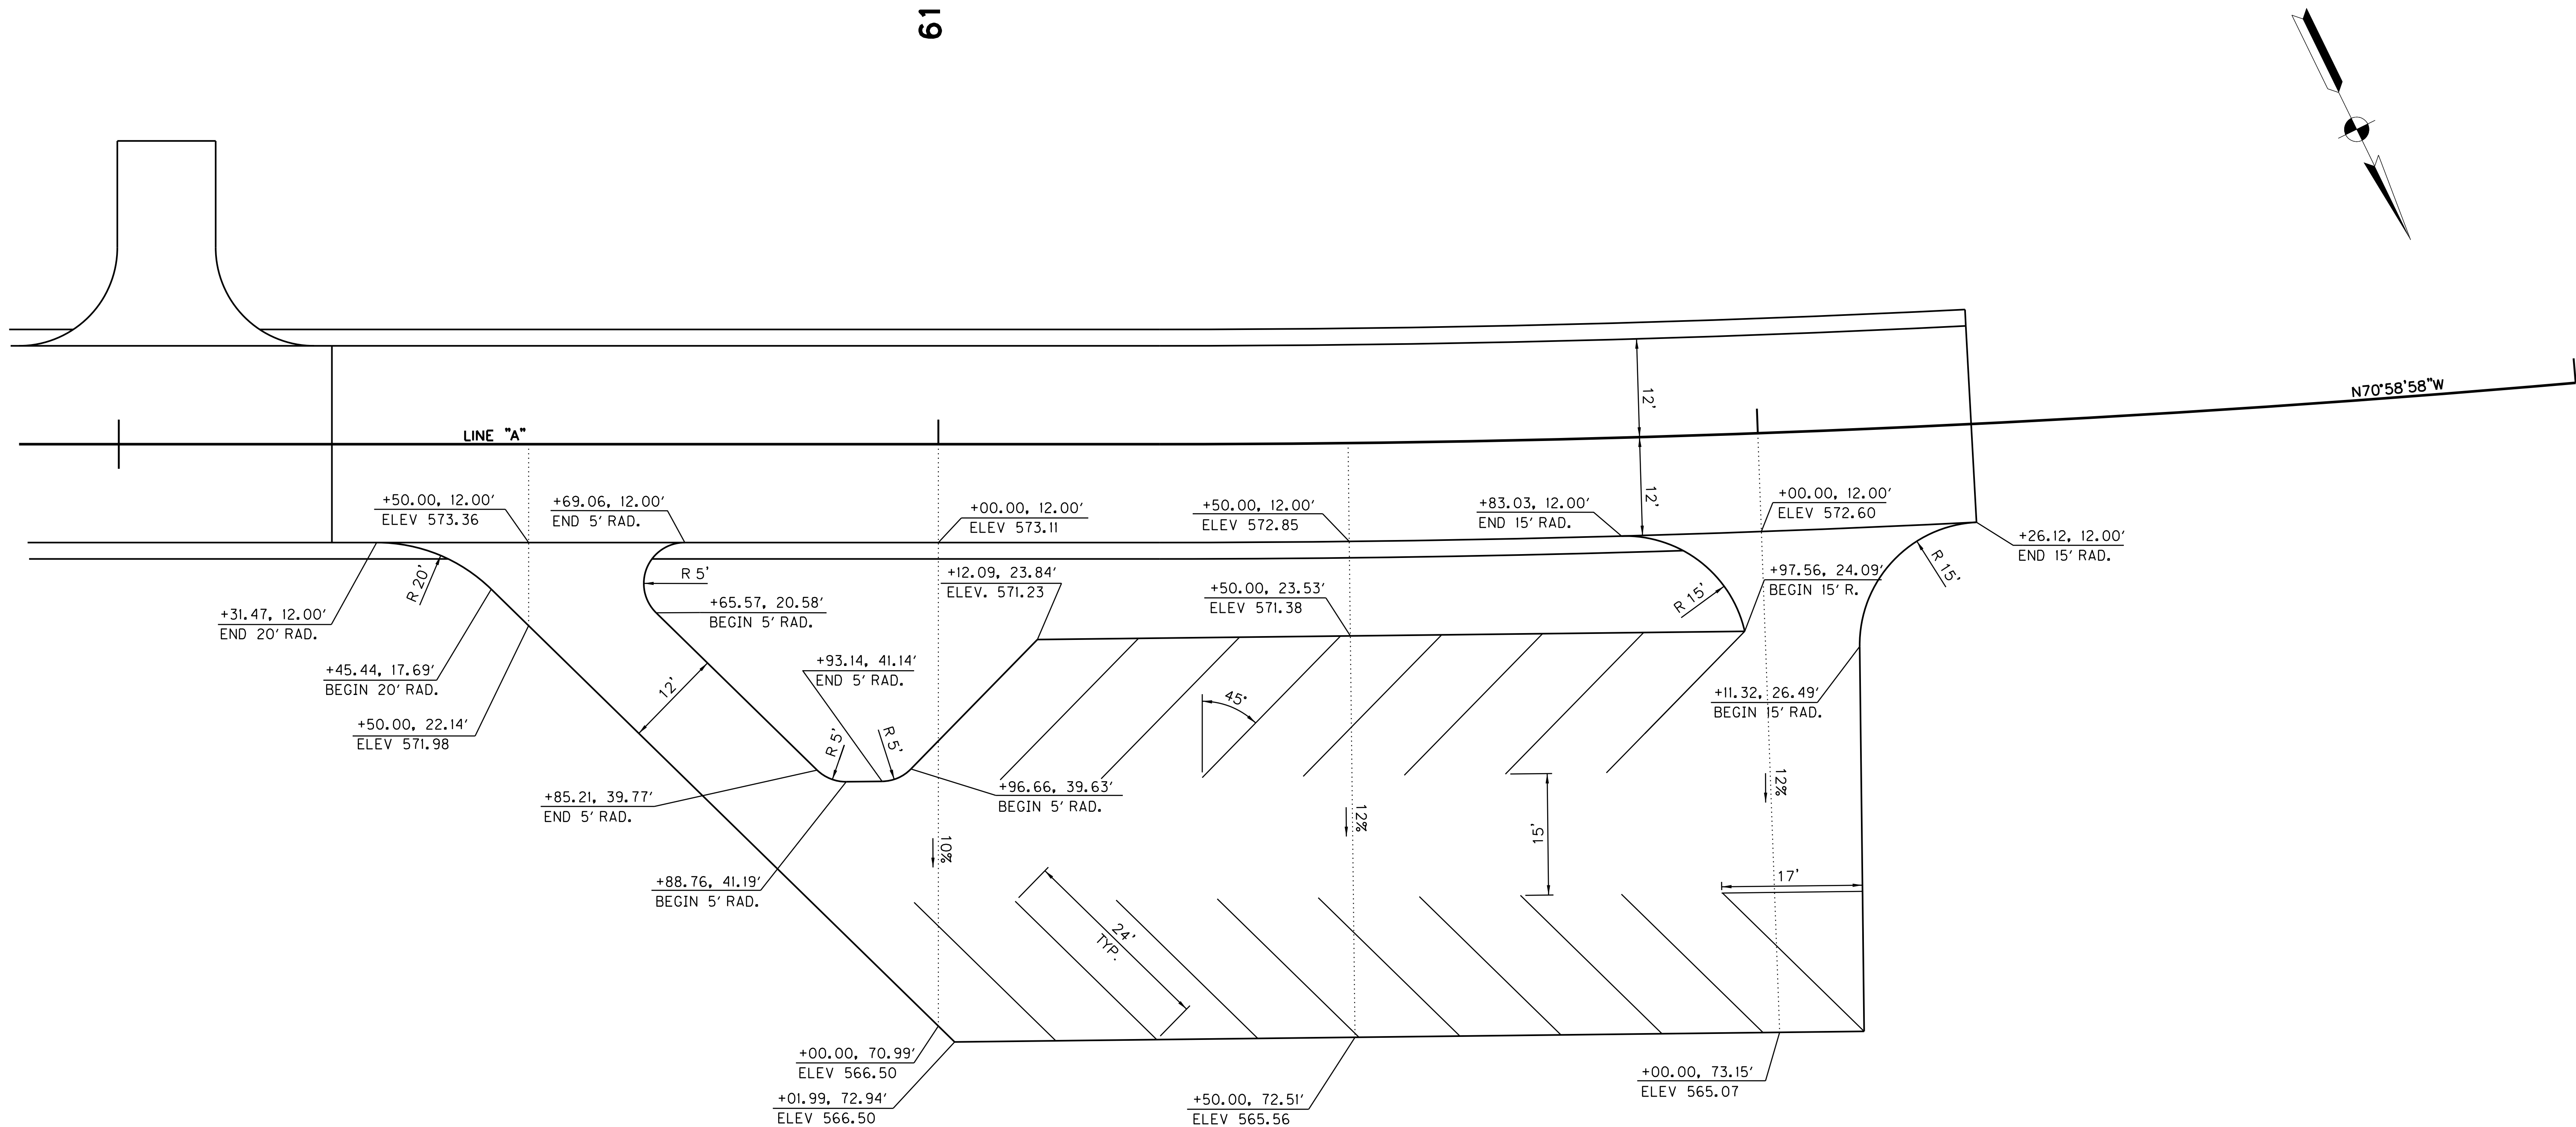 61
N70°58'58"W
LINE "A"
12'
12'
+50.00, 12.00'
ELEV 573.36
+69.06, 12.00'
END 5' RAD.
+00.00, 12.00'
ELEV 573.11
+50.00, 12.00'
ELEV 572.85
+83.03, 12.00'
END 15' RAD.
+00.00, 12.00'
ELEV 572.60
+26.12, 12.00'
END 15' RAD.
R 20'
R 5'
+12.09, 23.84'
ELEV. 571.23
+50.00, 23.53'
ELEV 571.38
R 15'
+97.56, 24.09'
BEGIN 15' R.
R 15'
+31.47, 12.00'
END 20' RAD.
+65.57, 20.58'
BEGIN 5' RAD.
+45.44, 17.69'
BEGIN 20' RAD.
12'
+93.14, 41.14'
END 5' RAD.
45°
+11.32, 26.49'
BEGIN 15' RAD.
+50.00, 22.14'
ELEV 571.98
R 5'
R 5'
+85.21, 39.77'
END 5' RAD.
+96.66, 39.63'
BEGIN 5' RAD.
12%
12%
10%
15'
+88.76, 41.19'
BEGIN 5' RAD.
17'
24'
TYP.
+00.00, 70.99'
ELEV 566.50
+01.99, 72.94'
ELEV 566.50
+50.00, 72.51'
ELEV 565.56
+00.00, 73.15'
ELEV 565.07